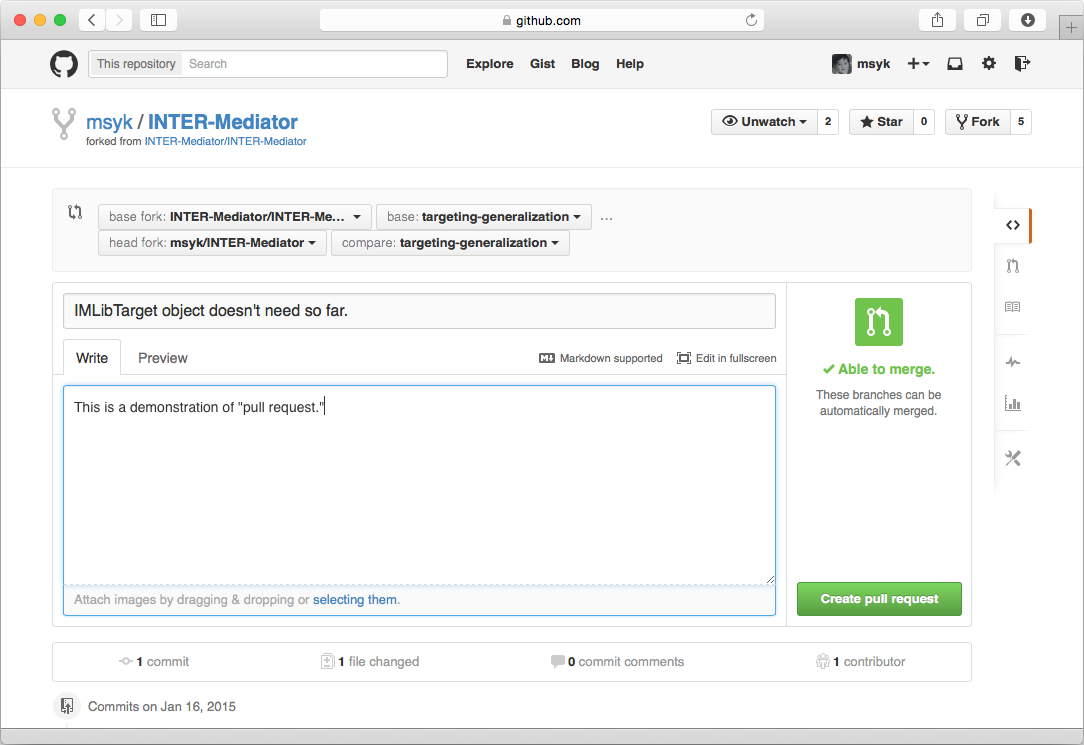 github.com
This repository Search Explore Gist Blog Help msyk
msyk / INTER-Mediator Unwatch 2 Star 0 Fork 5
forked from INTER-Mediator/INTER-Mediator
base fork: INTER-Mediator/INTER-Me... base: targeting-generalization ...
head fork: msyk/INTER-Mediator compare: targeting-generalization
IMLibTarget object doesn't need so far.
Write Preview Markdown supported Edit in fullscreen
Able to merge.
These branches can be
automatically merged.
This is a demonstration of "pull request."
Attach images by dragging & dropping or selecting them.
Create pull request
1 commit 1 file changed 0 commit comments 1 contributor
Commits on Jan 16, 2015